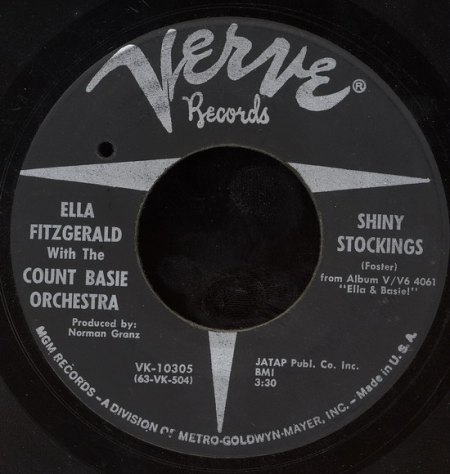 Verve®
Records
ELLA
FITZGERALD
With the
COUNT BASIE
ORCHESTRA
Produced by:
Norman Granz
SHINY
STOCKINGS
(Foster)
from Album V/V6 4061
"Ella & Basie!"
VK-10305
(63-VK-504)
JATAP Publ. Co. Inc.
BMI
3:30
MGM RECORDS – A DIVISION OF METRO-GOLDWYN-MAYER, INC. – Made in U.S.A.